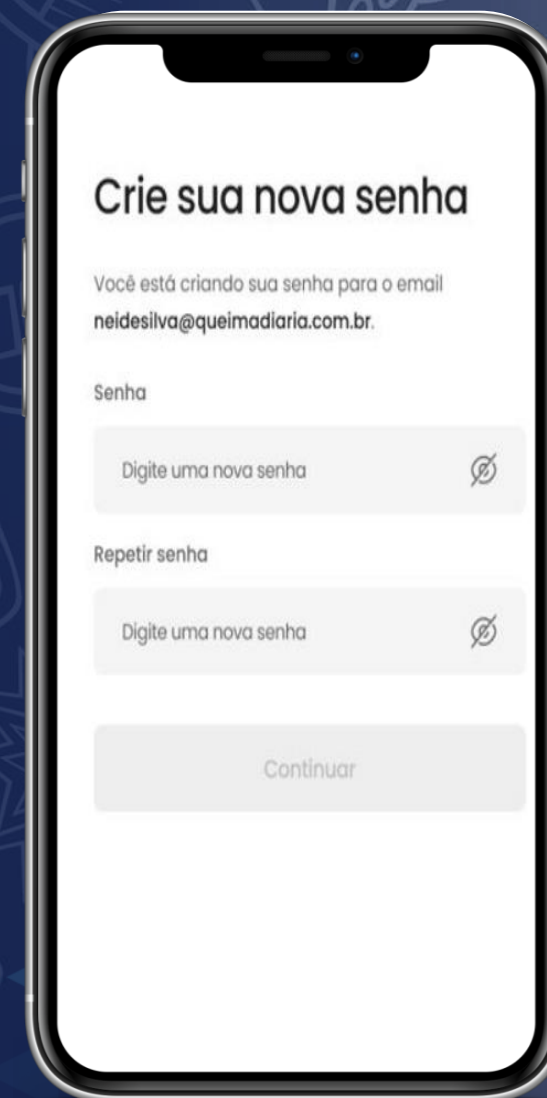 Crie sua nova senha
Você está criando sua senha para o email
neidesilva@queimadiaria.com.br.
Senha
Digite uma nova senha
Repetir senha
Digite uma nova senha
Continuar